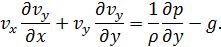 v_x ∂v_y/∂x + v_y ∂v_y/∂y = 1/ρ ∂p/∂y − g.